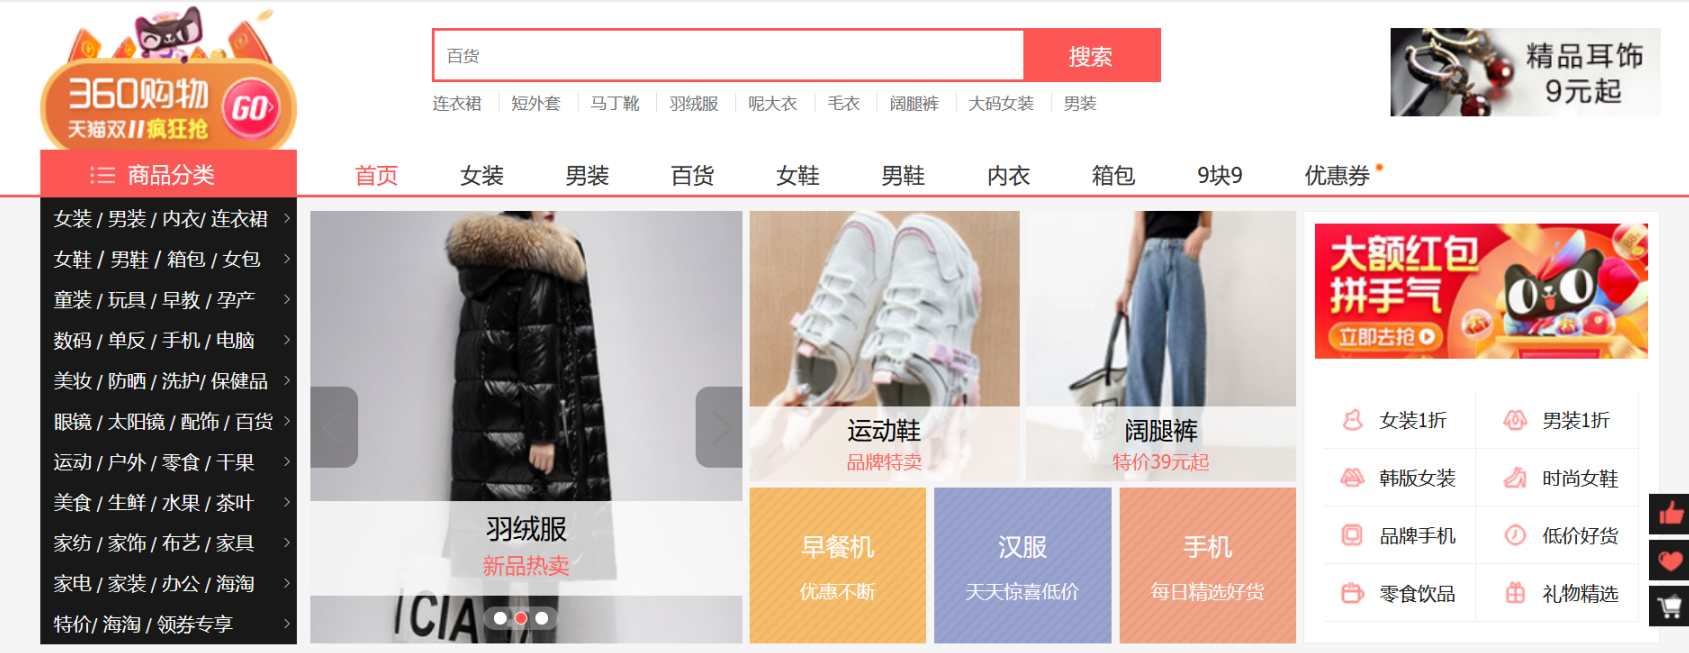 360购物
GO
天猫双11疯狂抢
百货
搜索
连衣裙 短外套 马丁靴 羽绒服 呢大衣 毛衣 阔腿裤 大码女装 男装
精品耳饰
9元起
商品分类
首页 女装 男装 百货 女鞋 男鞋 内衣 箱包 9块9 优惠券
女装 / 男装 / 内衣/ 连衣裙
女鞋 / 男鞋 / 箱包 / 女包
童装 / 玩具 / 早教 / 孕产
数码 / 单反 / 手机 / 电脑
美妆 / 防晒 / 洗护/ 保健品
眼镜 / 太阳镜 / 配饰 / 百货
运动 / 户外 / 零食 / 干果
美食 / 生鲜 / 水果 / 茶叶
家纺 / 家饰 / 布艺 / 家具
家电 / 家装 / 办公 / 海淘
特价/ 海淘 / 领券专享
羽绒服
新品热卖
CIA
运动鞋
品牌特卖
阔腿裤
特价39元起
早餐机
优惠不断
汉服
天天惊喜低价
手机
每日精选好货
大额红包
拼手气
立即去抢
女装1折 男装1折
韩版女装 时尚女鞋
品牌手机 低价好货
零食饮品 礼物精选